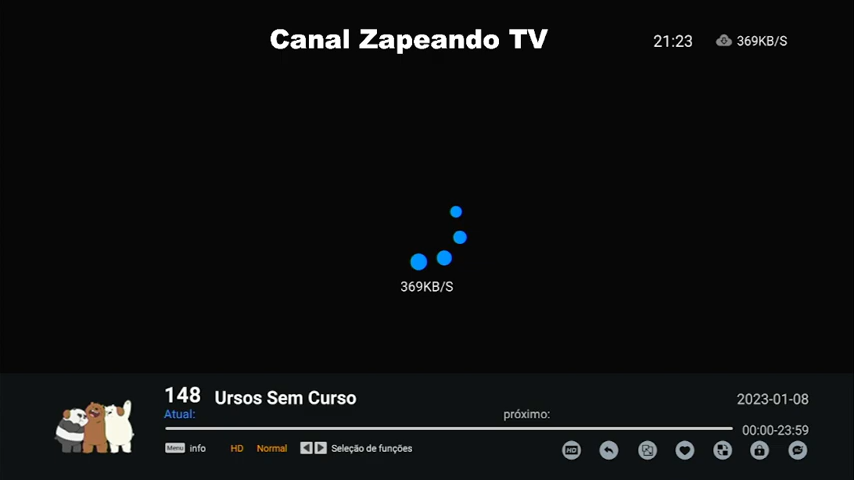 Canal Zapeando TV
21:23
369KB/S
369KB/S
148 Ursos Sem Curso
2023-01-08
Atual:
próximo:
00:00-23:59
Menu info HD Normal Seleção de funções
HD